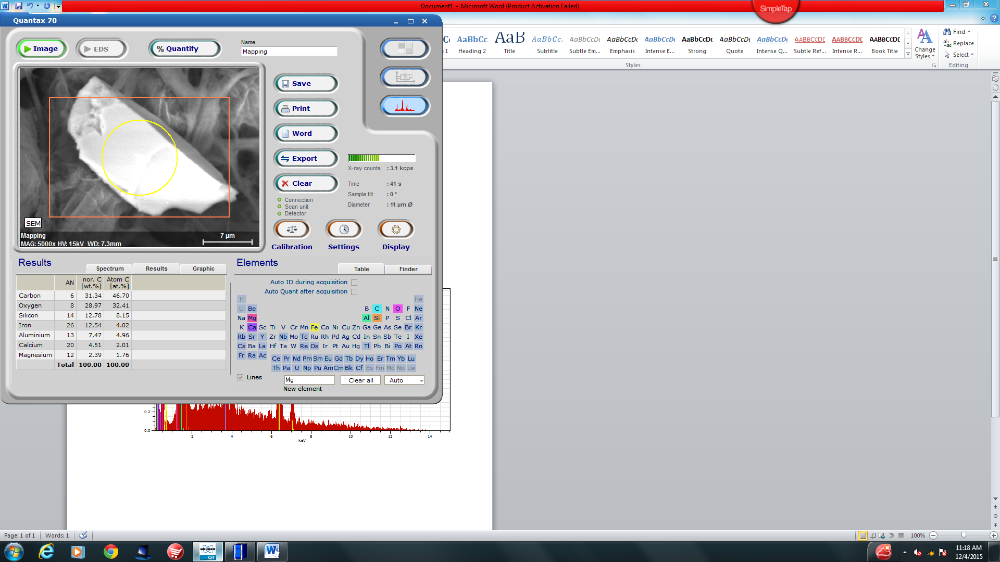 Document1 - Microsoft Word (Product Activation Failed)
SimpleTap
Quantax 70
Image
EDS
% Quantify
Name
Mapping
Save
Print
Word
Export
Clear
X-ray counts : 3.1 kcps
Time : 41 s
Sample tilt : 0 °
Diameter : 11 µm Ø
Connection
Scan unit
Detector
Calibration Settings Display
SEM
Mapping
MAG: 5000x HV: 15kV WD: 7.3mm
7 µm
AaBbCc AaB AaBbCc. AaBbCcDc AaBbCcDc AaBbCcDc AaBbCcDc AaBbCcDc AaBbCcDc AABBCCDE AABBCCDE AABBCCDE
Heading 2 Title Subtitle Subtle Em... Emphasis Intense E... Strong Quote Intense Q... Subtle Ref... Intense R... Book Title
Styles
Change
Styles
Find
Replace
Select
Editing
Results
Spectrum Results Graphic
AN nor. C Atom C
[wt.%] [at.%]
Carbon 6 31.34 46.70
Oxygen 8 28.97 32.41
Silicon 14 12.78 8.15
Iron 26 12.54 4.02
Aluminium 13 7.47 4.96
Calcium 20 4.51 2.01
Magnesium 12 2.39 1.76
Total 100.00 100.00
Elements
Table Finder
Auto ID during acquisition
Auto Quant after acquisition
H He
Li Be B C N O F Ne
Na Mg Al Si P S Cl Ar
K Ca Sc Ti V Cr Mn Fe Co Ni Cu Zn Ga Ge As Se Br Kr
Rb Sr Y Zr Nb Mo Tc Ru Rh Pd Ag Cd In Sn Sb Te I Xe
Cs Ba La Hf Ta W Re Os Ir Pt Au Hg Tl Pb Bi Po At Rn
Fr Ra Ac
Ce Pr Nd Pm Sm Eu Gd Tb Dy Ho Er Tm Yb Lu
Th Pa U Np Pu Am Cm Bk Cf Es Fm Md No Lw
Lines
Mg
Clear all
Auto
New element
0.2
0.0
2 4 6 8 10 12 14
keV
Page: 1 of 1 Words: 1
100%
BRUKER
QT
11:18 AM
12/4/2015